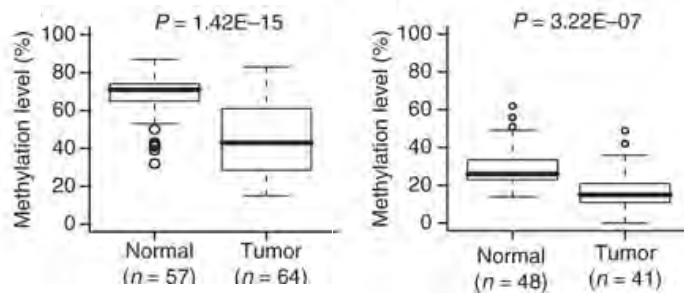 P = 1.42E–15
Methylation level (%)
100
80
60
40
20
0
Normal
(n = 57)
Tumor
(n = 64)
P = 3.22E–07
Methylation level (%)
100
80
60
40
20
0
Normal
(n = 48)
Tumor
(n = 41)